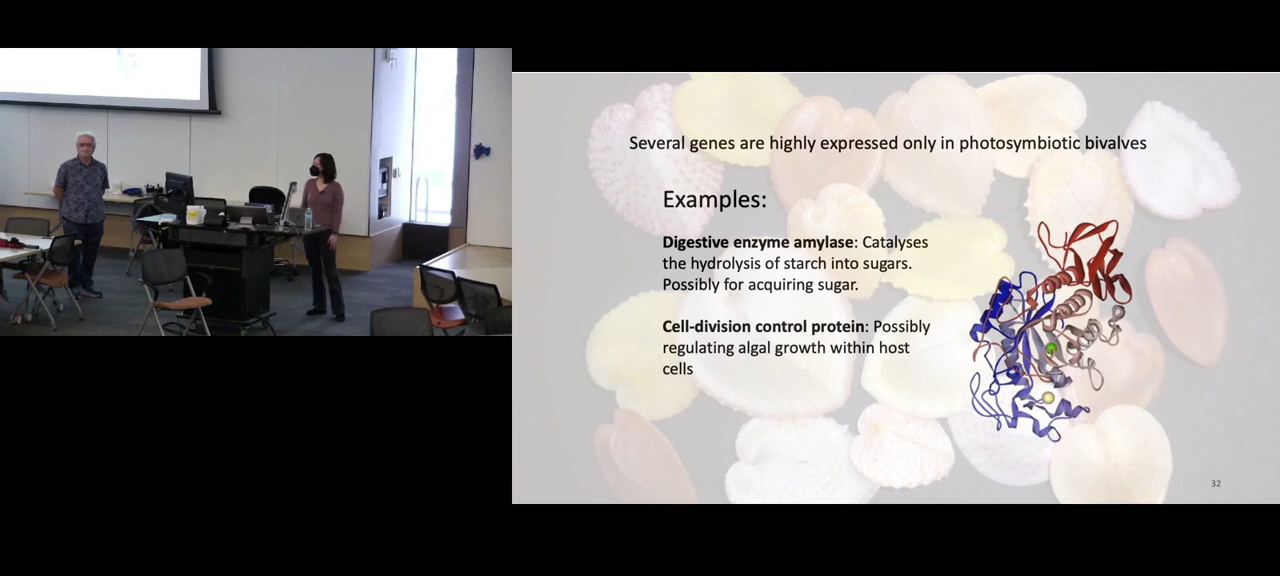 Several genes are highly expressed only in photosymbiotic bivalves
Examples:
Digestive enzyme amylase: Catalyses
the hydrolysis of starch into sugars.
Possibly for acquiring sugar.
Cell-division control protein: Possibly
regulating algal growth within host
cells
32